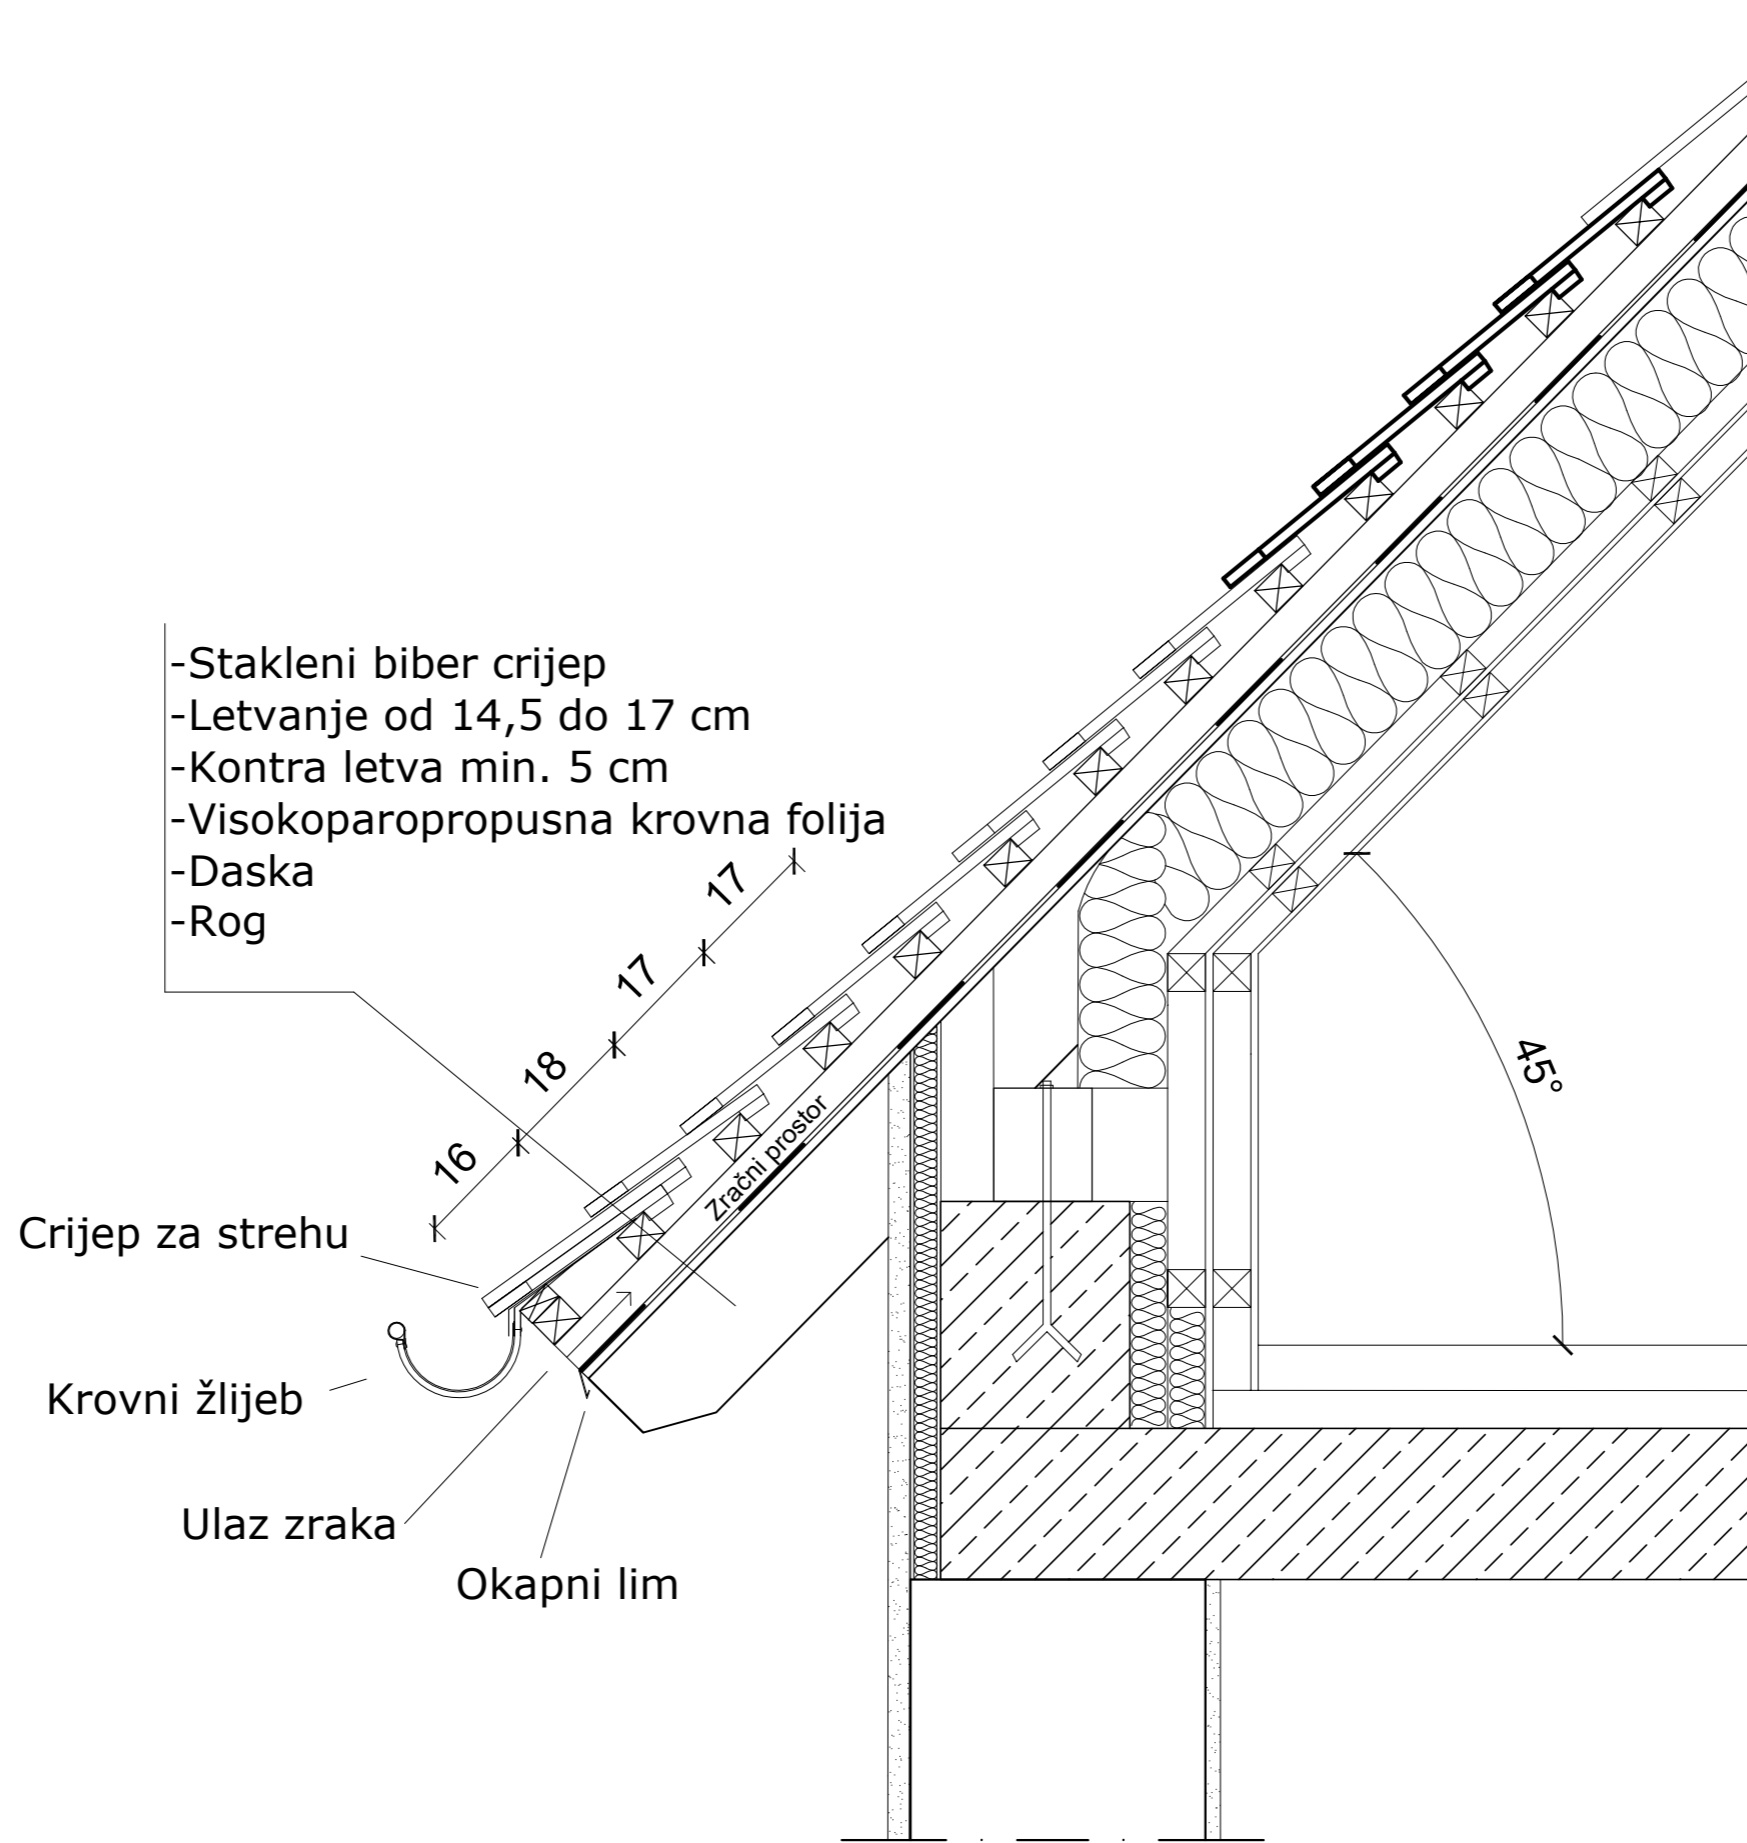 -Stakleni biber crijep
-Letvanje od 14,5 do 17 cm
-Kontra letva min. 5 cm
-Visokoparopropusna krovna folija
-Daska
-Rog
17
17
18
16
Zračni prostor
45°
Crijep za strehu
Krovni žlijeb
Ulaz zraka
Okapni lim